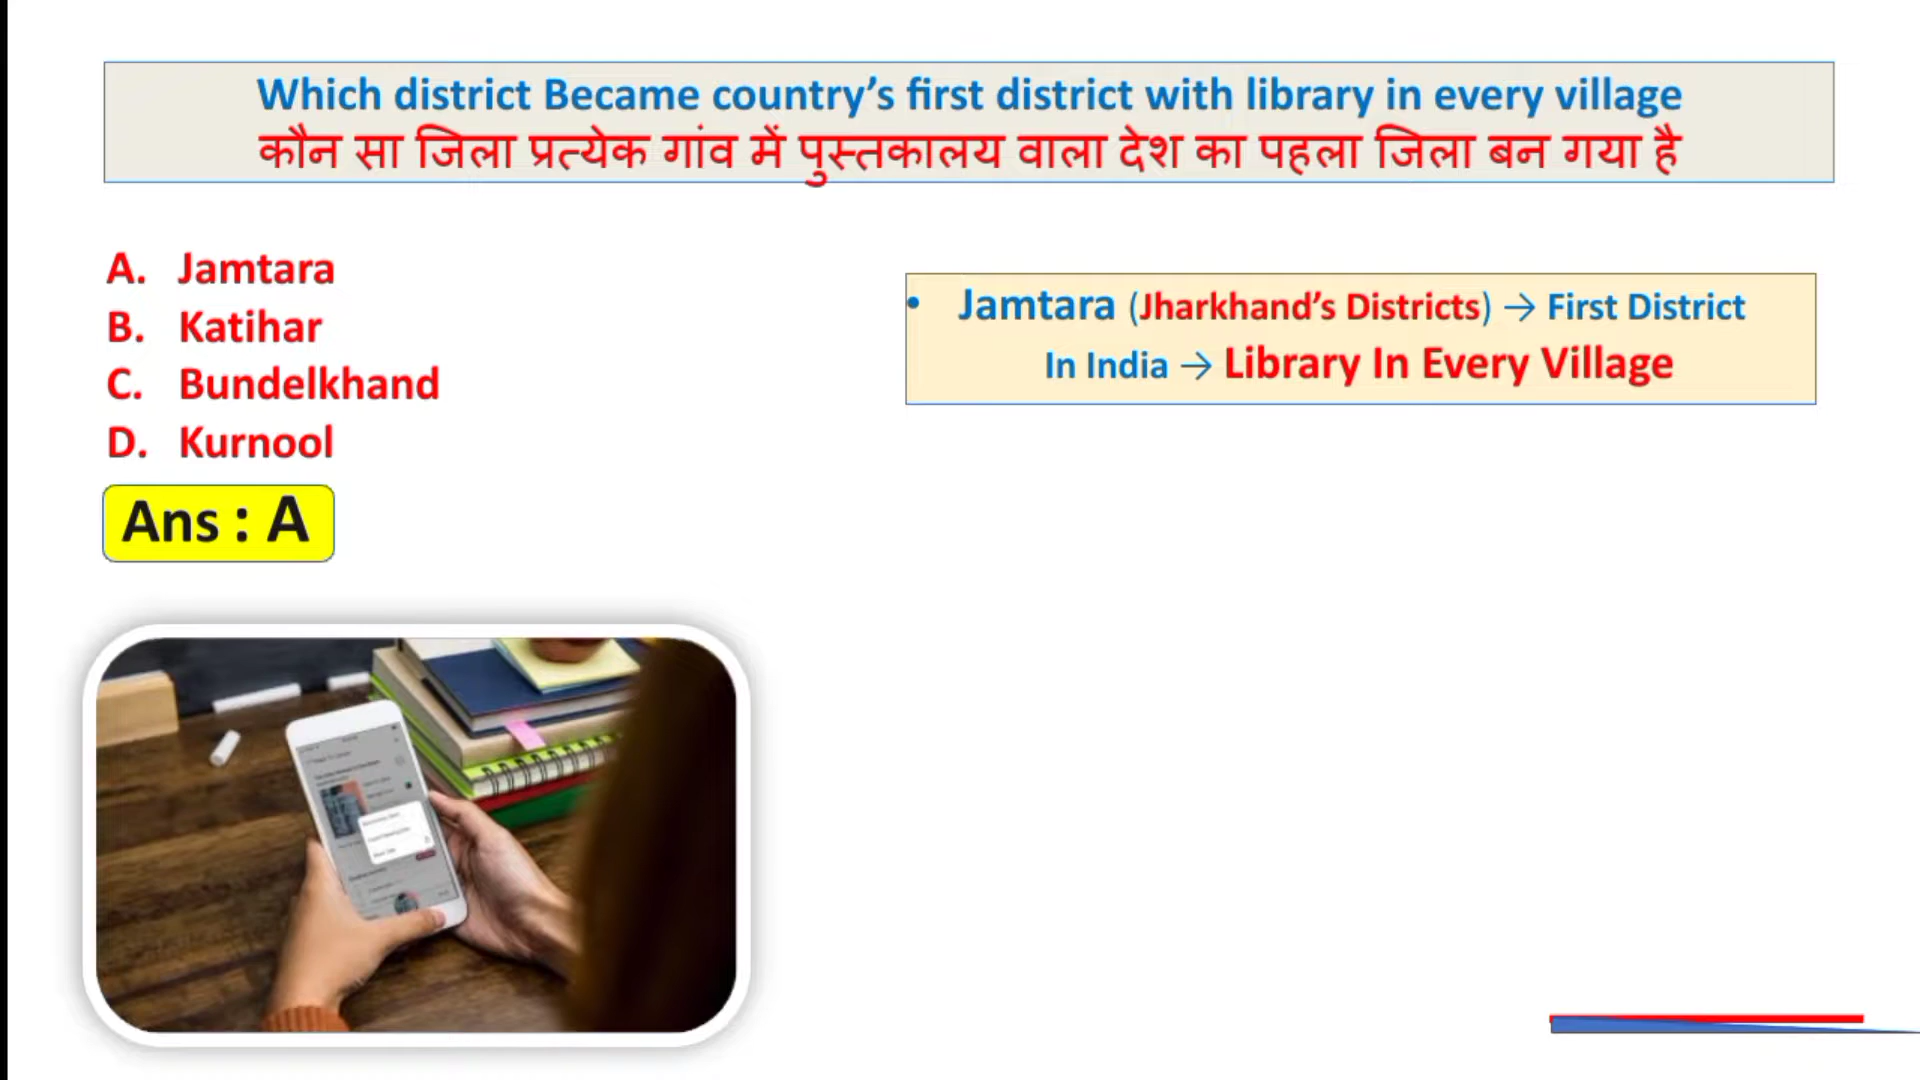 Which district Became country’s first district with library in every village
कौन सा जिला प्रत्येक गांव में पुस्तकालय वाला देश का पहला जिला बन गया है
A. Jamtara
B. Katihar
C. Bundelkhand
D. Kurnool
Ans : A
• Jamtara (Jharkhand’s Districts) → First District
In India → Library In Every Village